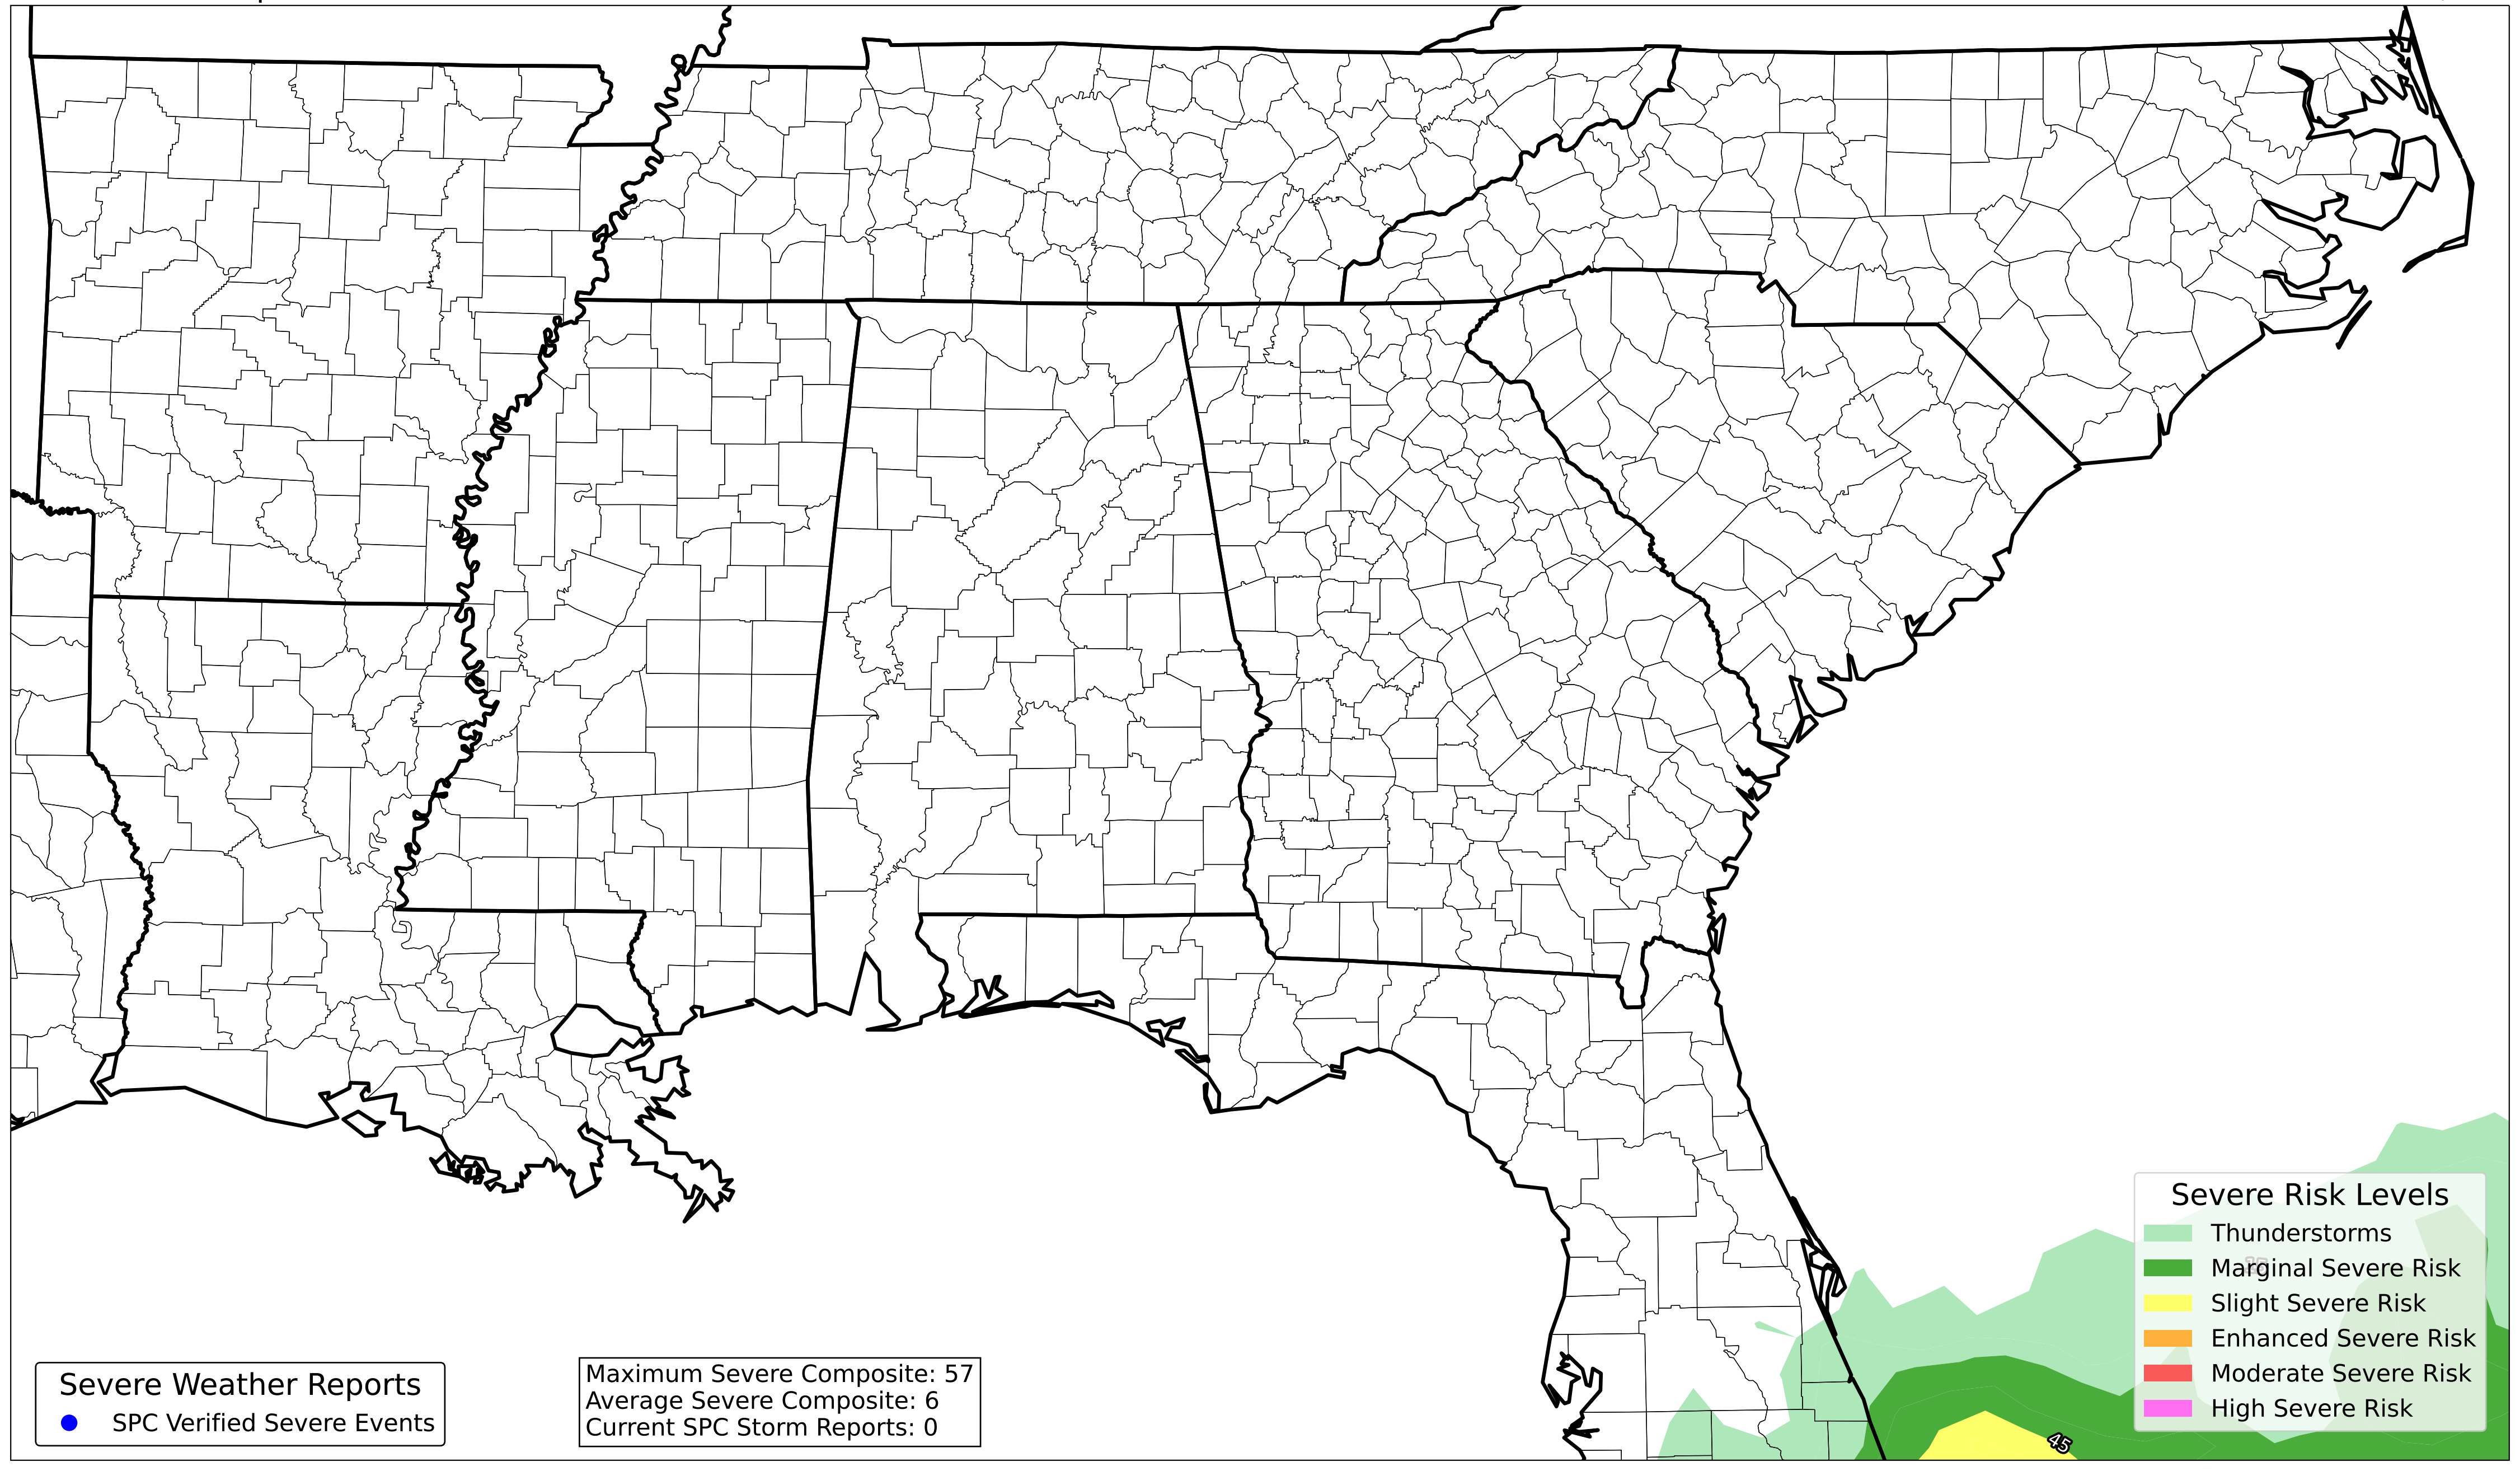 Severe Risk Levels
Thunderstorms
Marginal Severe Risk
Slight Severe Risk
Enhanced Severe Risk
Moderate Severe Risk
High Severe Risk
Severe Weather Reports
SPC Verified Severe Events
Maximum Severe Composite: 57
Average Severe Composite: 6
Current SPC Storm Reports: 0
45